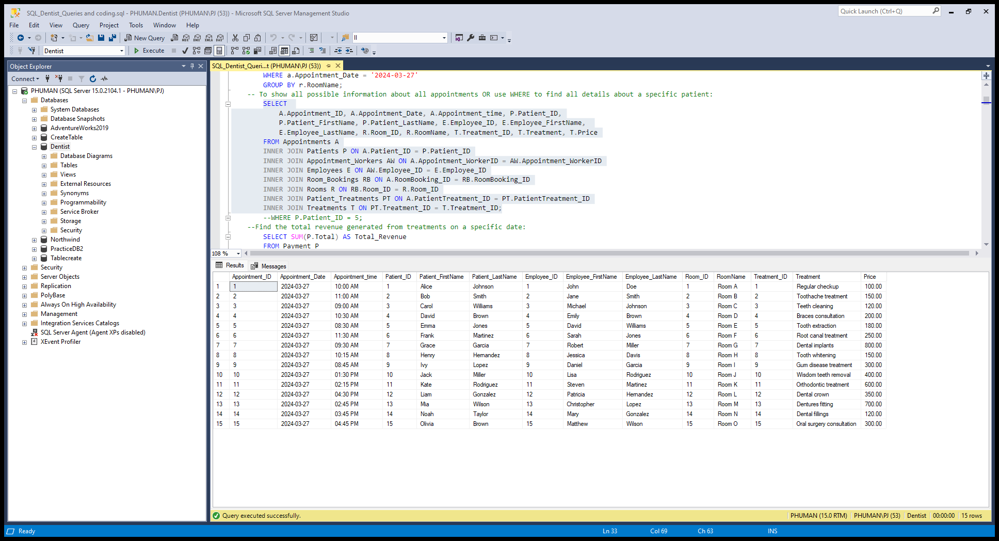 SQL_Dentist_Queries and coding.sql - PHUMAN.Dentist (PHUMAN\PJ (53)) - Microsoft SQL Server Management Studio
Quick Launch (Ctrl+Q)
File Edit View Query Project Tools Window Help
New Query MDX DMX XMLA DAX ll
Dentist Execute
Object Explorer
Connect
PHUMAN (SQL Server 15.0.2104.1 - PHUMAN\PJ)
Databases
System Databases
Database Snapshots
AdventureWorks2019
CreateTable
Dentist
Database Diagrams
Tables
Views
External Resources
Synonyms
Programmability
Service Broker
Storage
Security
Northwind
PracticeDB2
Tablecreate
Security
Server Objects
Replication
PolyBase
Always On High Availability
Management
Integration Services Catalogs
SQL Server Agent (Agent XPs disabled)
XEvent Profiler
SQL_Dentist_Queri...t (PHUMAN\PJ (53))
WHERE a.Appointment_Date = '2024-03-27'
GROUP BY r.RoomName;
-- To show all possible information about all appointments OR use WHERE to find all details about a specific patient:
SELECT
A.Appointment_ID, A.Appointment_Date, A.Appointment_time, P.Patient_ID,
P.Patient_FirstName, P.Patient_LastName, E.Employee_ID, E.Employee_FirstName,
E.Employee_LastName, R.Room_ID, R.RoomName, T.Treatment_ID, T.Treatment, T.Price
FROM Appointments A
INNER JOIN Patients P ON A.Patient_ID = P.Patient_ID
INNER JOIN Appointment_Workers AW ON A.Appointment_WorkerID = AW.Appointment_WorkerID
INNER JOIN Employees E ON AW.Employee_ID = E.Employee_ID
INNER JOIN Room_Bookings RB ON A.RoomBooking_ID = RB.RoomBooking_ID
INNER JOIN Rooms R ON RB.Room_ID = R.Room_ID
INNER JOIN Patient_Treatments PT ON A.PatientTreatment_ID = PT.PatientTreatment_ID
INNER JOIN Treatments T ON PT.Treatment_ID = T.Treatment_ID;
--WHERE P.Patient_ID = 5;
--Find the total revenue generated from treatments on a specific date:
SELECT SUM(P.Total) AS Total_Revenue
FROM Payment P
108 %
Results Messages
Appointment_ID Appointment_Date Appointment_time Patient_ID Patient_FirstName Patient_LastName Employee_ID Employee_FirstName Employee_LastName Room_ID RoomName Treatment_ID Treatment Price
1 1 2024-03-27 10:00 AM 1 Alice Johnson 1 John Doe 1 Room A 1 Regular checkup 100.00
2 2 2024-03-27 11:00 AM 2 Bob Smith 2 Jane Smith 2 Room B 2 Toothache treatment 150.00
3 3 2024-03-27 09:00 AM 3 Carol Williams 3 Michael Johnson 3 Room C 3 Teeth cleaning 120.00
4 4 2024-03-27 10:30 AM 4 David Brown 4 Emily Brown 4 Room D 4 Braces consultation 200.00
5 5 2024-03-27 08:30 AM 5 Emma Jones 5 David Williams 5 Room E 5 Tooth extraction 180.00
6 6 2024-03-27 11:30 AM 6 Frank Martinez 6 Sarah Jones 6 Room F 6 Root canal treatment 250.00
7 7 2024-03-27 09:30 AM 7 Grace Garcia 7 Robert Miller 7 Room G 7 Dental implants 800.00
8 8 2024-03-27 10:15 AM 8 Henry Hernandez 8 Jessica Davis 8 Room H 8 Tooth whitening 150.00
9 9 2024-03-27 08:45 AM 9 Ivy Lopez 9 Daniel Garcia 9 Room I 9 Gum disease treatment 300.00
10 10 2024-03-27 01:30 PM 10 Jack Miller 10 Lisa Rodriguez 10 Room J 10 Wisdom teeth removal 400.00
11 11 2024-03-27 02:15 PM 11 Kate Rodriguez 11 Steven Martinez 11 Room K 11 Orthodontic treatment 600.00
12 12 2024-03-27 04:30 PM 12 Liam Gonzalez 12 Patricia Hernandez 12 Room L 12 Dental crown 350.00
13 13 2024-03-27 02:45 PM 13 Mia Wilson 13 Christopher Lopez 13 Room M 13 Dentures fitting 700.00
14 14 2024-03-27 03:45 PM 14 Noah Taylor 14 Mary Gonzalez 14 Room N 14 Dental fillings 120.00
15 15 2024-03-27 04:45 PM 15 Olivia Brown 15 Matthew Wilson 15 Room O 15 Oral surgery consultation 300.00
Query executed successfully. PHUMAN (15.0 RTM) PHUMAN\PJ (53) Dentist 00:00:00 15 rows
Ready Ln 33 Col 69 Ch 63 INS